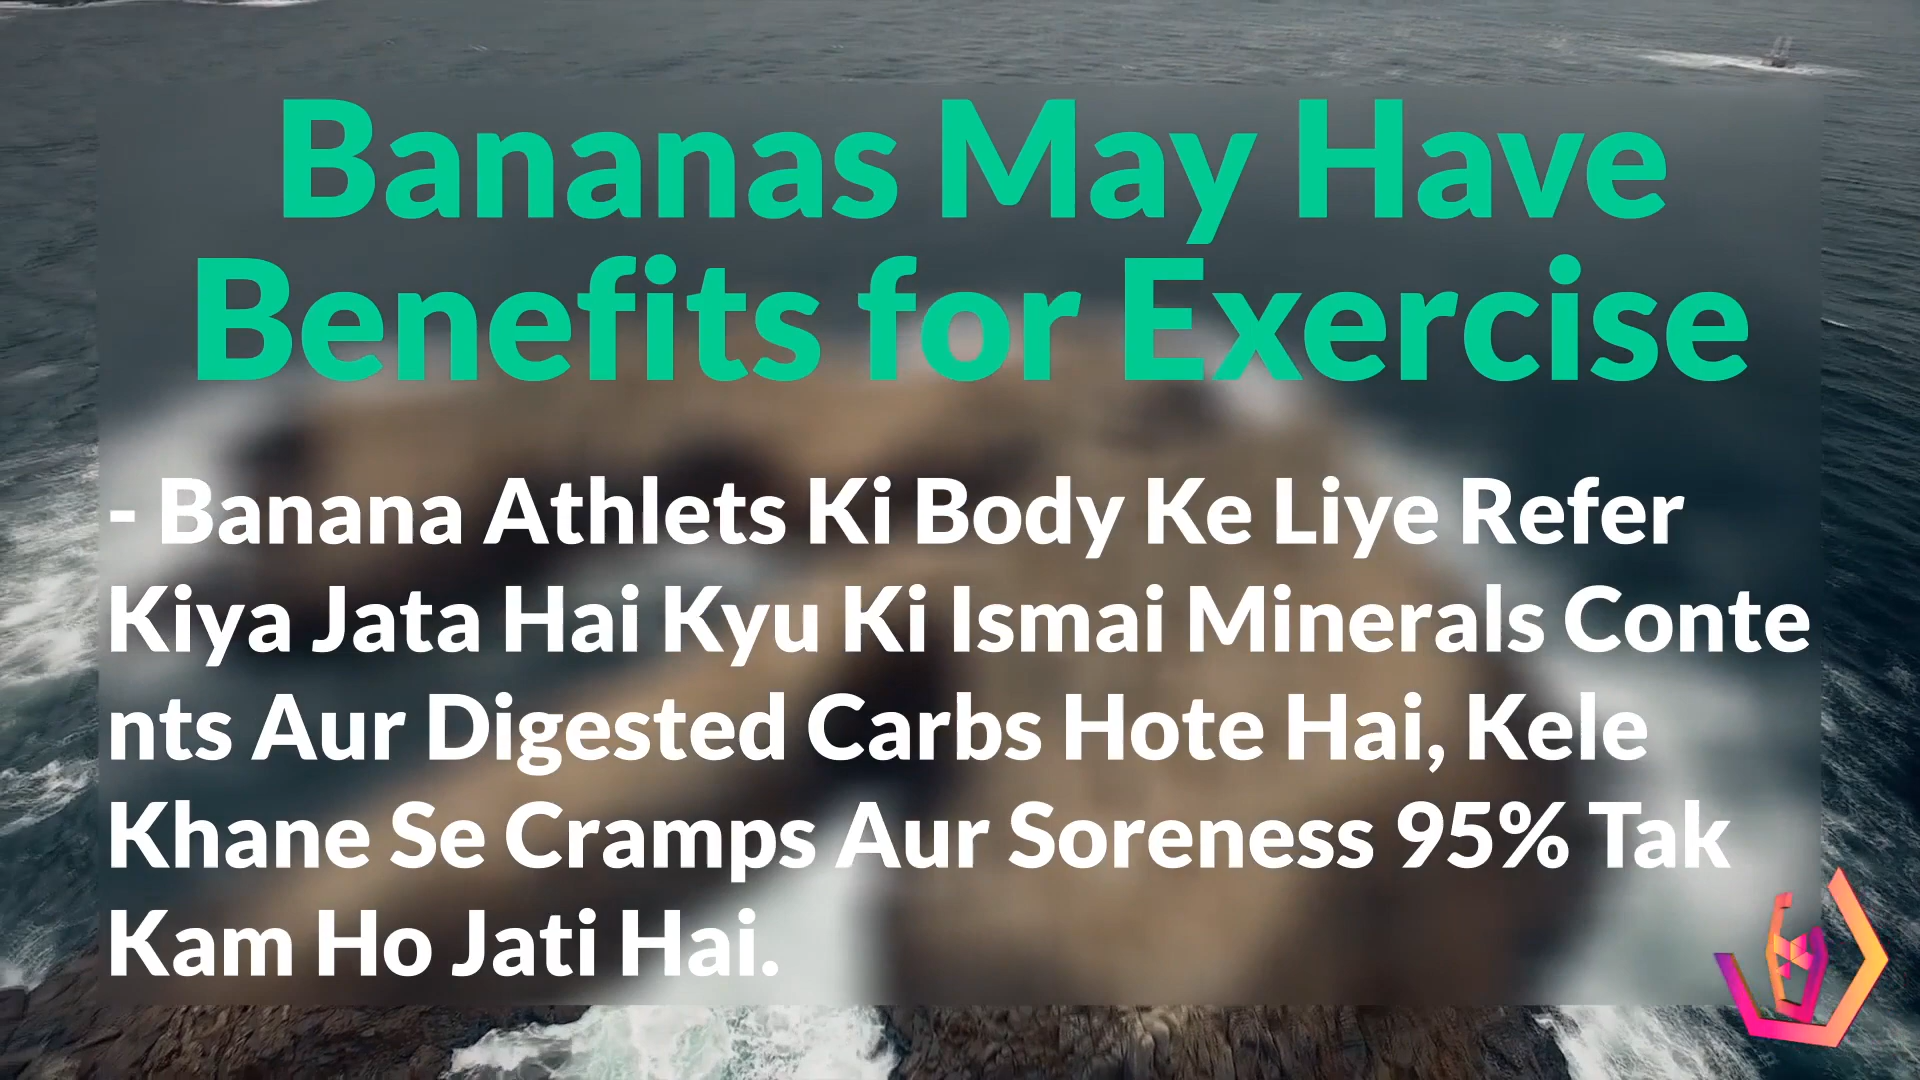 Bananas May Have
Benefits for Exercise
- Banana Athlets Ki Body Ke Liye Refer
Kiya Jata Hai Kyu Ki Ismai Minerals Conte
nts Aur Digested Carbs Hote Hai, Kele
Khane Se Cramps Aur Soreness 95% Tak
Kam Ho Jati Hai.